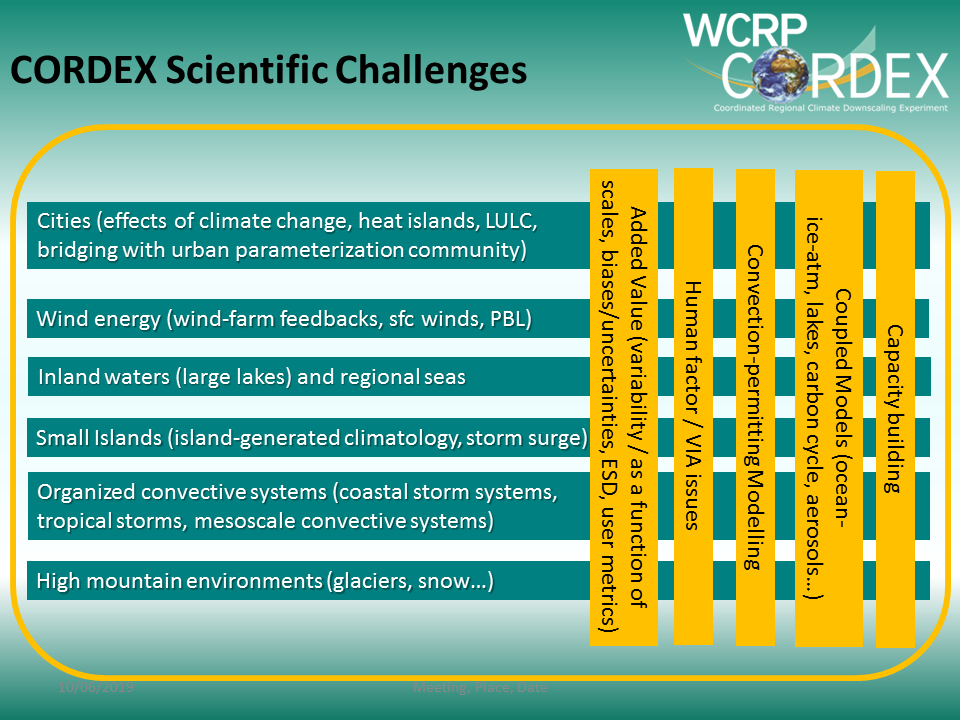 CORDEX Scientific Challenges
WCRP
CORDEX
Coordinated Regional Climate Downscaling Experiment
Cities (effects of climate change, heat islands, LULC,
bridging with urban parameterization community)
Wind energy (wind-farm feedbacks, sfc winds, PBL)
Inland waters (large lakes) and regional seas
Small Islands (island-generated climatology, storm surge)
Organized convective systems (coastal storm systems,
tropical storms, mesoscale convective systems)
High mountain environments (glaciers, snow...)
Added Value (variability / as a function of
scales, biases/uncertainties, ESD, user metrics)
Human factor / VIA issues
Convection-permitting Modelling
Coupled Models (ocean-
ice-atm, lakes, carbon cycle, aerosols...)
Capacity building
10/06/2019
Meeting, Place, Date